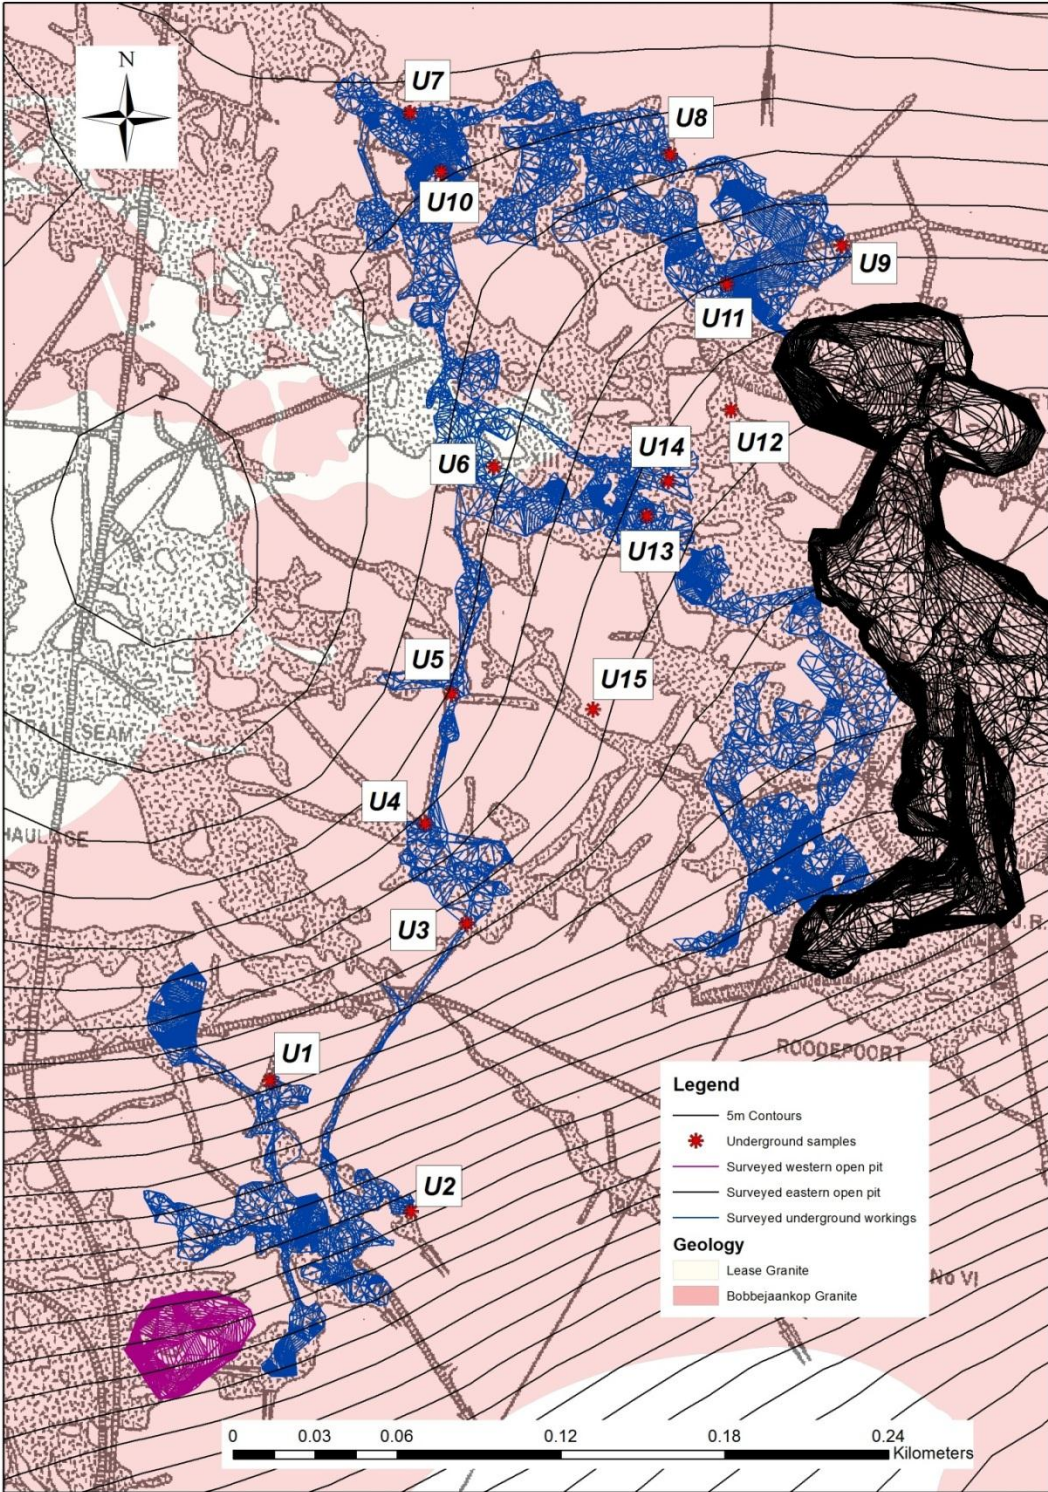 N
U7
U8
U10
U9
U11
U12
U14
U6
U13
U5
U15
SEAM
U4
HAULAGE
U3
J.R.
U1
ROODEPOORT
Legend
5m Contours
Underground samples
Surveyed western open pit
Surveyed eastern open pit
Surveyed underground workings
Geology
Lease Granite
Bobbejaankop Granite
U2
No VI
0 0.03 0.06 0.12 0.18 0.24
Kilometers